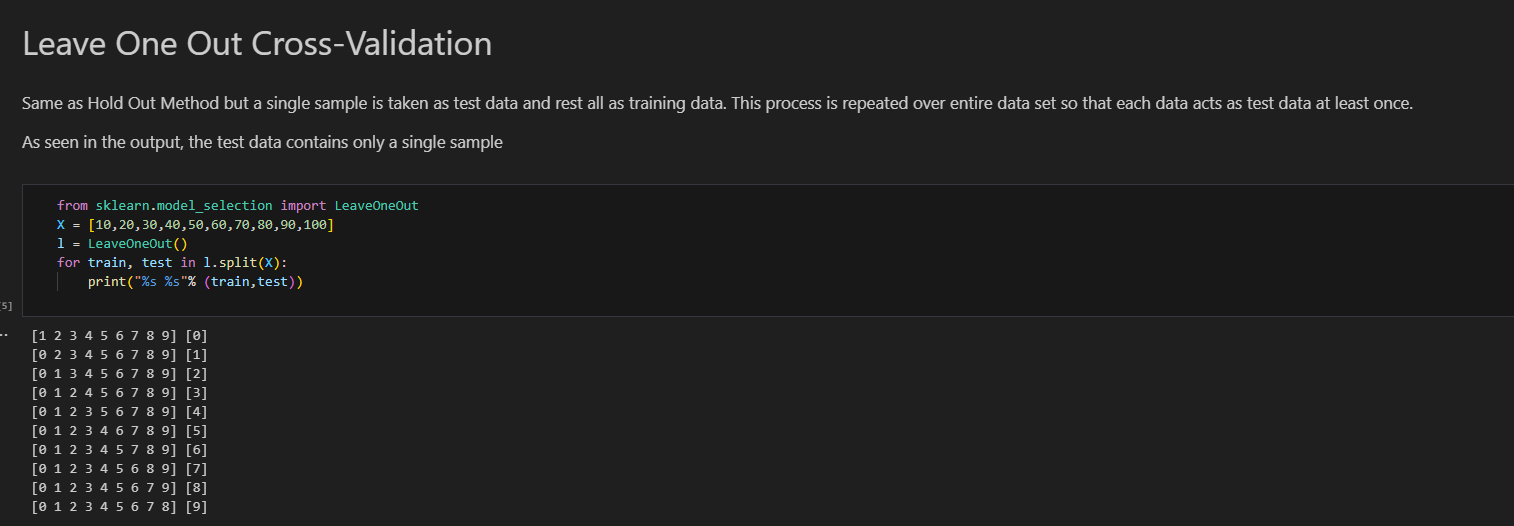 Leave One Out Cross-Validation
Same as Hold Out Method but a single sample is taken as test data and rest all as training data. This process is repeated over entire data set so that each data acts as test data at least once.
As seen in the output, the test data contains only a single sample
from sklearn.model_selection import LeaveOneOut
X = [10,20,30,40,50,60,70,80,90,100]
l = LeaveOneOut()
for train, test in l.split(X):
    print("%s %s"% (train,test))
5]
[1 2 3 4 5 6 7 8 9] [0]
[0 2 3 4 5 6 7 8 9] [1]
[0 1 3 4 5 6 7 8 9] [2]
[0 1 2 4 5 6 7 8 9] [3]
[0 1 2 3 5 6 7 8 9] [4]
[0 1 2 3 4 6 7 8 9] [5]
[0 1 2 3 4 5 7 8 9] [6]
[0 1 2 3 4 5 6 8 9] [7]
[0 1 2 3 4 5 6 7 9] [8]
[0 1 2 3 4 5 6 7 8] [9]